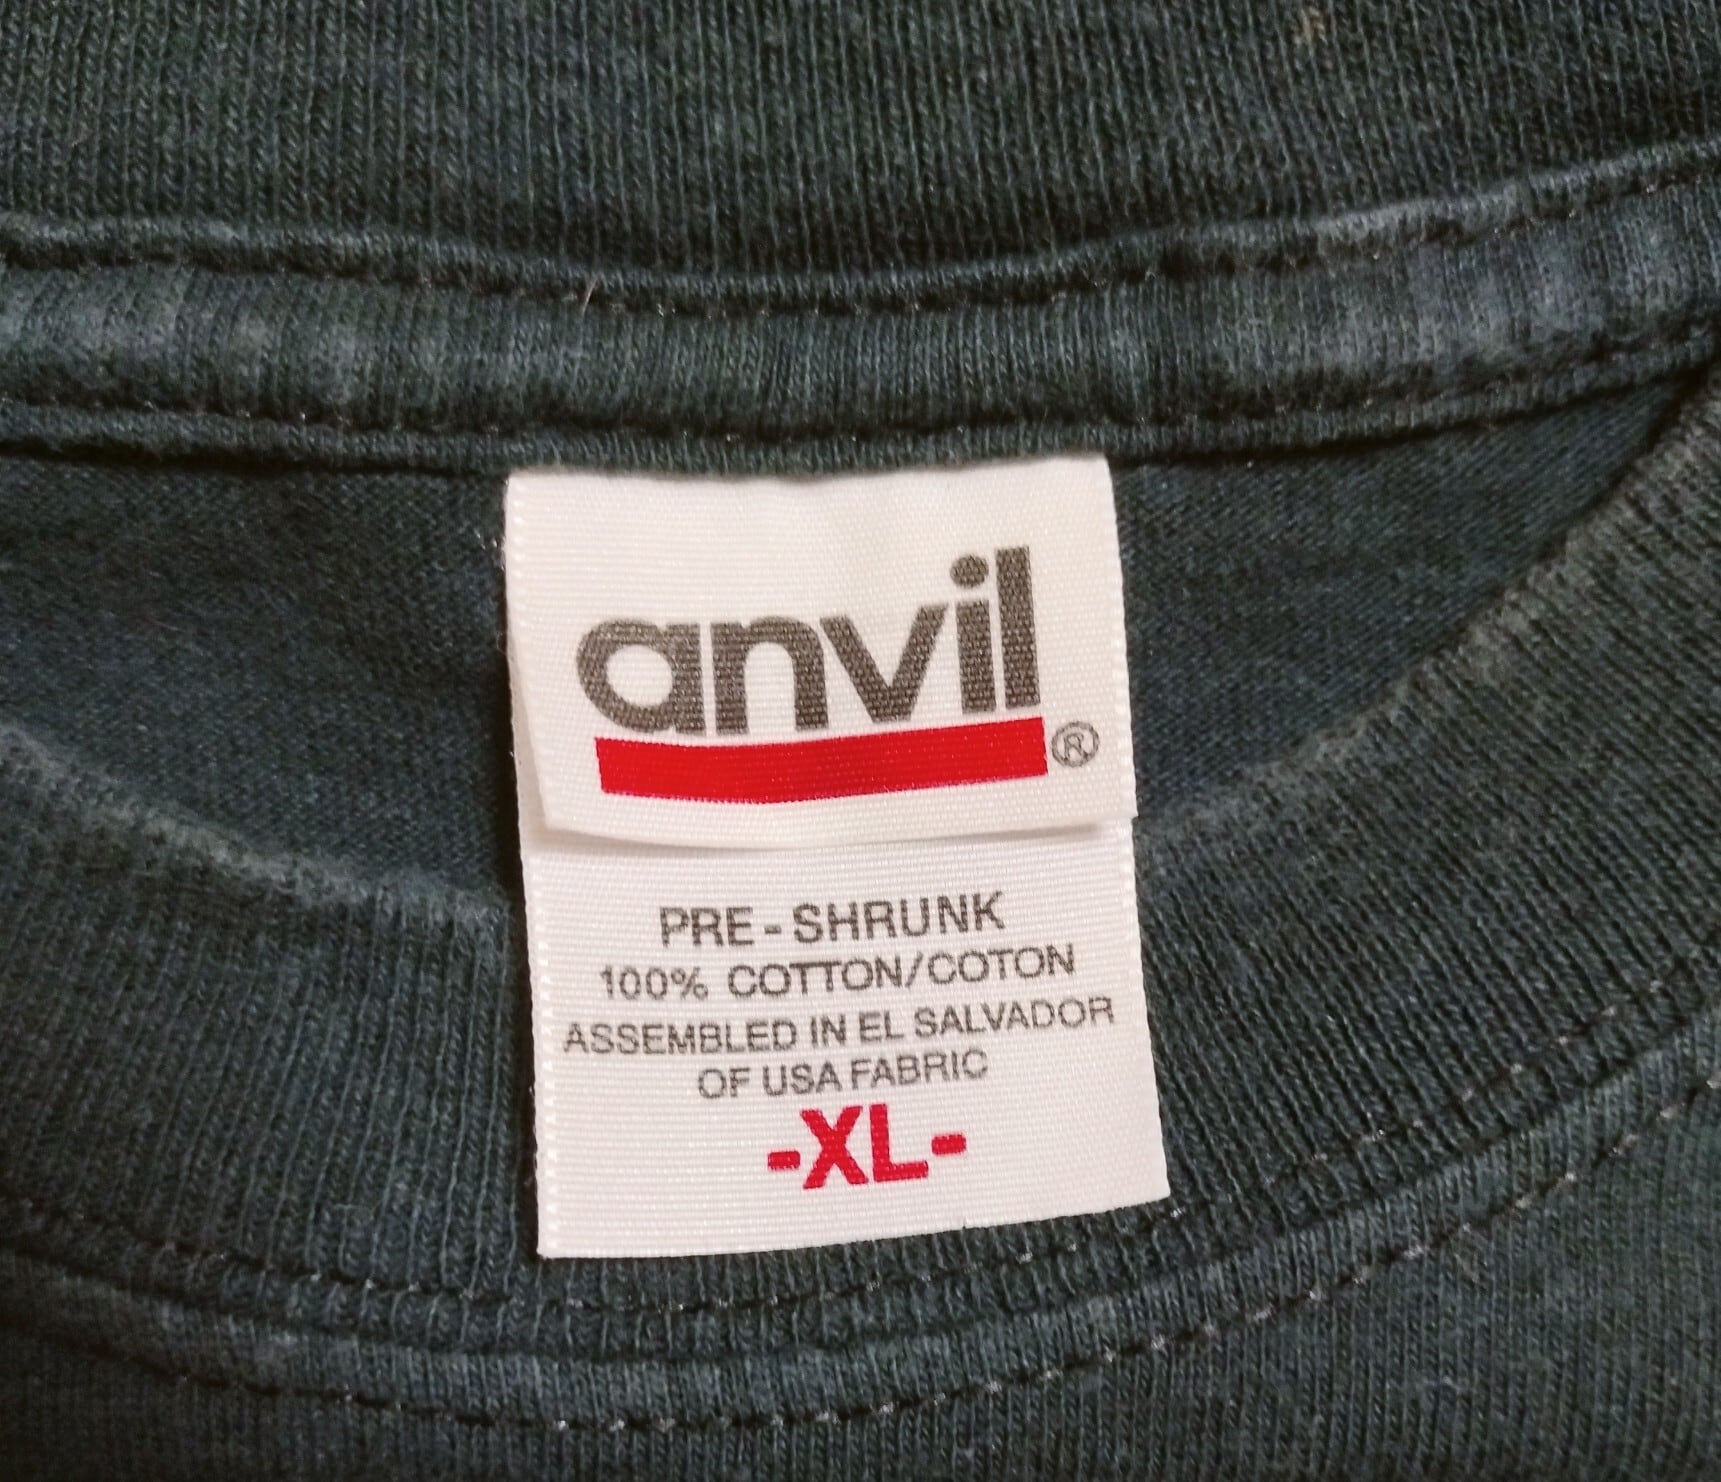 anvil
®
PRE-SHRUNK
100% COTTON/COTON
ASSEMBLED IN EL SALVADOR
OF USA FABRIC
-XL-